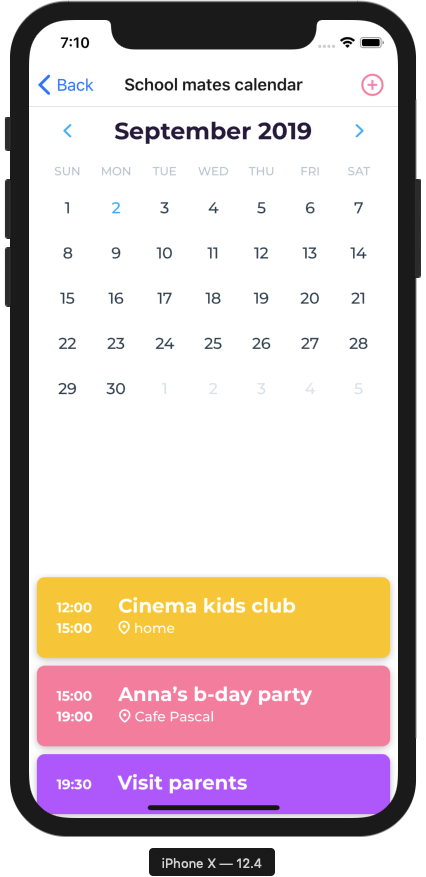 7:10
Back School mates calendar
September 2019
SUN MON TUE WED THU FRI SAT
1 2 3 4 5 6 7
8 9 10 11 12 13 14
15 16 17 18 19 20 21
22 23 24 25 26 27 28
29 30 1 2 3 4 5
12:00 Cinema kids club
15:00 home
15:00 Anna's b-day party
19:00 Cafe Pascal
19:30 Visit parents
iPhone X — 12.4